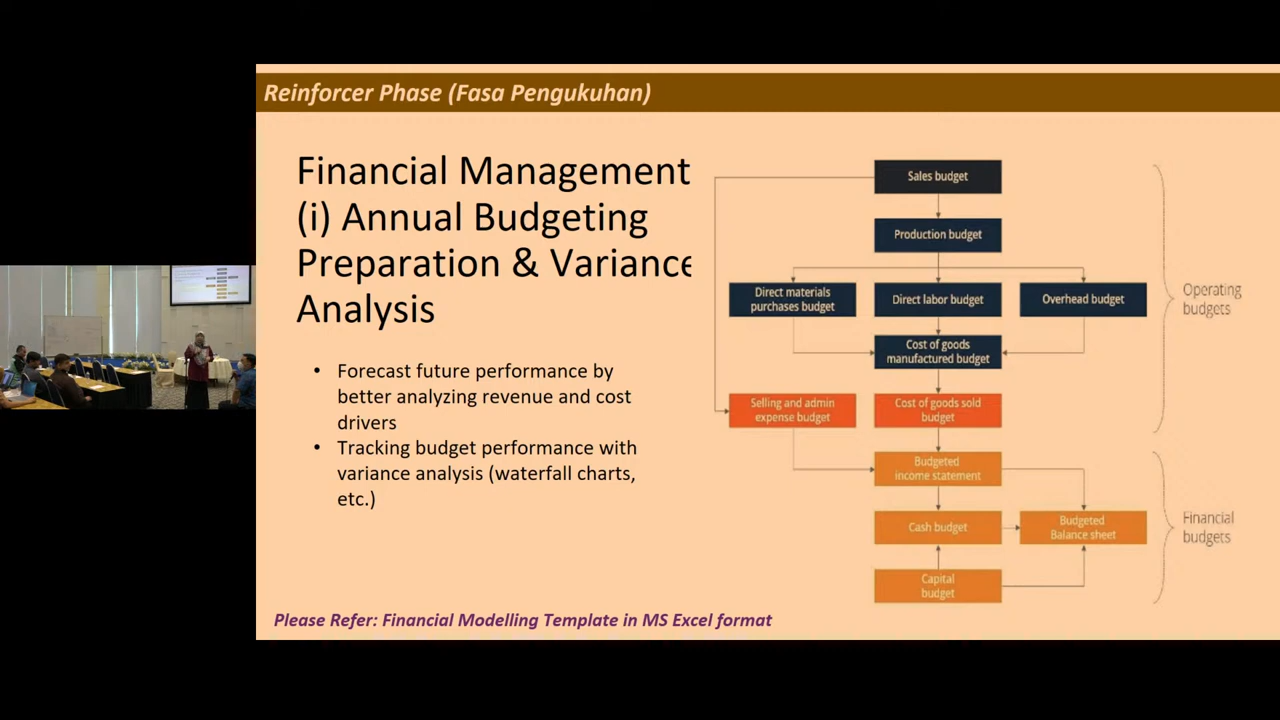 Reinforcer Phase (Fasa Pengukuhan)
Financial Management
(i) Annual Budgeting
Preparation & Variance
Analysis
• Forecast future performance by
better analyzing revenue and cost
drivers
• Tracking budget performance with
variance analysis (waterfall charts,
etc.)
Please Refer: Financial Modelling Template in MS Excel format
Sales budget
Production budget
Direct materials
purchases budget
Direct labor budget
Overhead budget
Cost of goods
manufactured budget
Selling and admin
expense budget
Cost of goods sold
budget
Budgeted
income statement
Cash budget
Budgeted
Balance sheet
Capital
budget
Operating
budgets
Financial
budgets